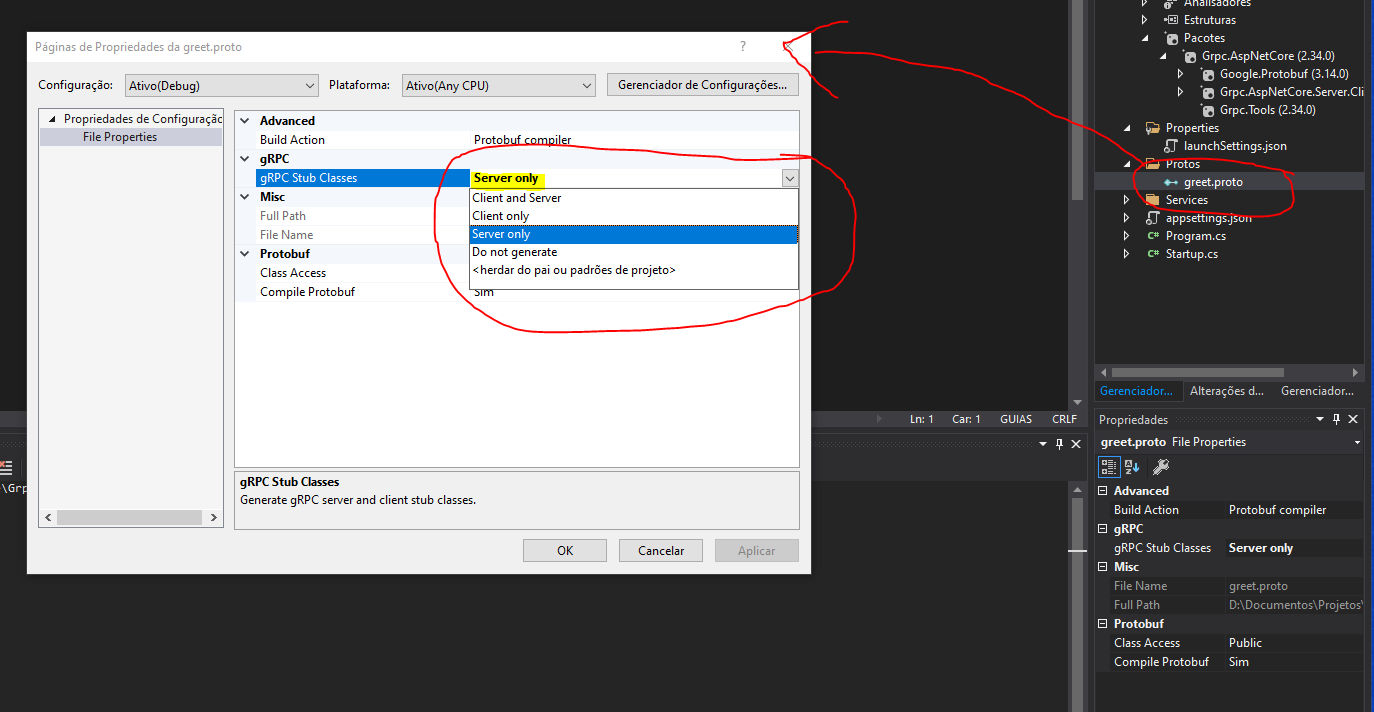 Páginas de Propriedades da greet.proto
?
Configuração: Ativo(Debug) Plataforma: Ativo(Any CPU) Gerenciador de Configurações...
Propriedades de Configuração
File Properties
Advanced
Build Action Protobuf compiler
gRPC
gRPC Stub Classes Server only
Misc
Full Path
File Name
Protobuf
Class Access
Compile Protobuf Sim
Client and Server
Client only
Server only
Do not generate
<herdar do pai ou padrões de projeto>
gRPC Stub Classes
Generate gRPC server and client stub classes.
OK Cancelar Aplicar
Ln: 1 Car: 1 GUIAS CRLF
\Grp
Analisadores
Estruturas
Pacotes
Grpc.AspNetCore (2.34.0)
Google.Protobuf (3.14.0)
Grpc.AspNetCore.Server.Cli
Grpc.Tools (2.34.0)
Properties
launchSettings.json
Protos
greet.proto
Services
appsettings.json
C# Program.cs
C# Startup.cs
Gerenciador... Alterações d... Gerenciador...
Propriedades
greet.proto File Properties
Advanced
Build Action Protobuf compiler
gRPC
gRPC Stub Classes Server only
Misc
File Name greet.proto
Full Path D:\Documentos\Projetos\
Protobuf
Class Access Public
Compile Protobuf Sim